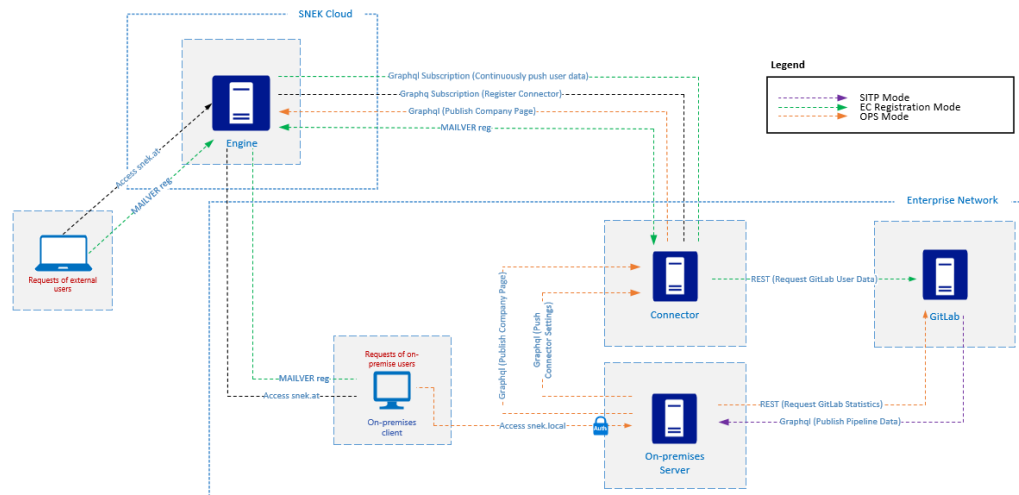 SNEK Cloud
Engine
Graphql Subscription (Continuously push user data)
Graphq Subscription (Register Connector)
Graphql (Publish Company Page)
MAILVER reg
Legend
SITP Mode
EC Registration Mode
OPS Mode
Access snek.at
MAILVER reg
Requests of external
users
Enterprise Network
Connector
REST (Request GitLab User Data)
GitLab
Graphql (Publish Company Page)
Graphql (Push
Connector Settings)
Requests of on-
premise users
MAILVER reg
Access snek.at
On-premises
client
Access snek.local
Auth
REST (Request GitLab Statistics)
Graphql (Publish Pipeline Data)
On-premises
Server